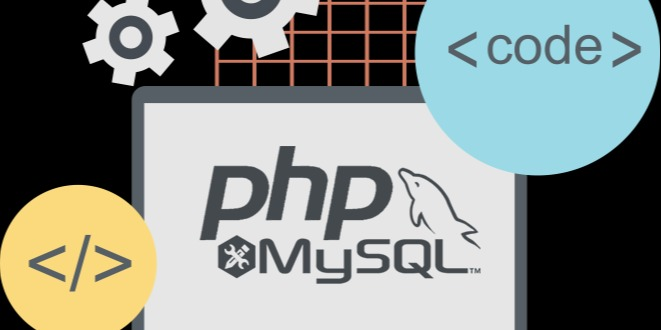 <code>
php
MySQL™
</>